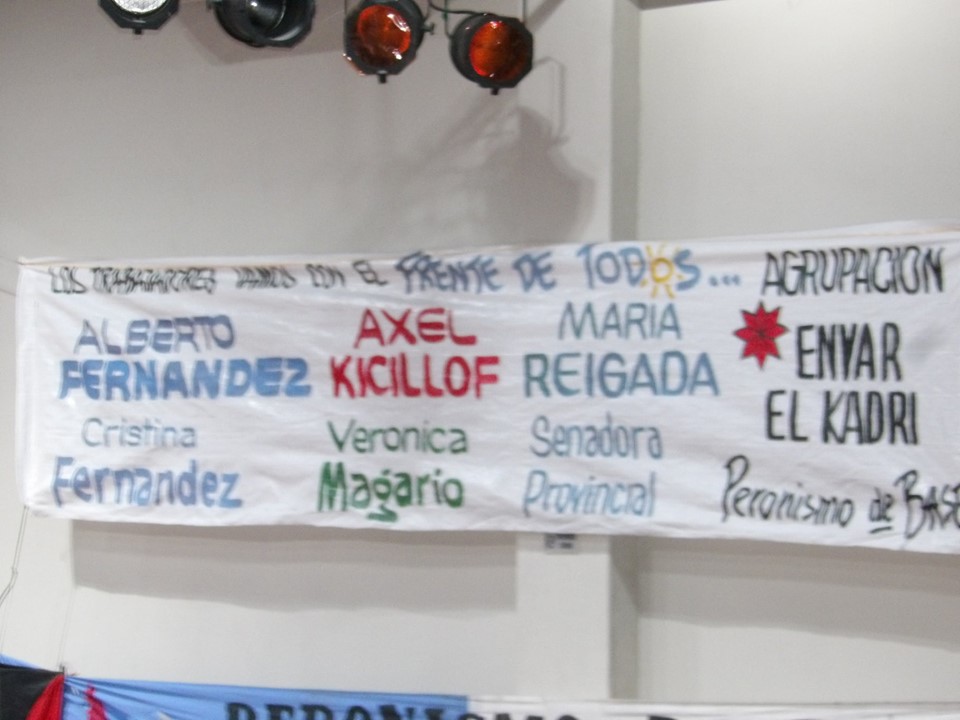 LOS TRABAJADORES VAMOS CON EL FRENTE DE TODOS...
ALBERTO
FERNANDEZ
Cristina
Fernandez
AXEL
KICILLOF
Veronica
Magario
MARIA
REIGADA
Senadora
Provincial
AGRUPACION
ENVAR
EL KADRI
Peronismo de BASE
PERONISMO